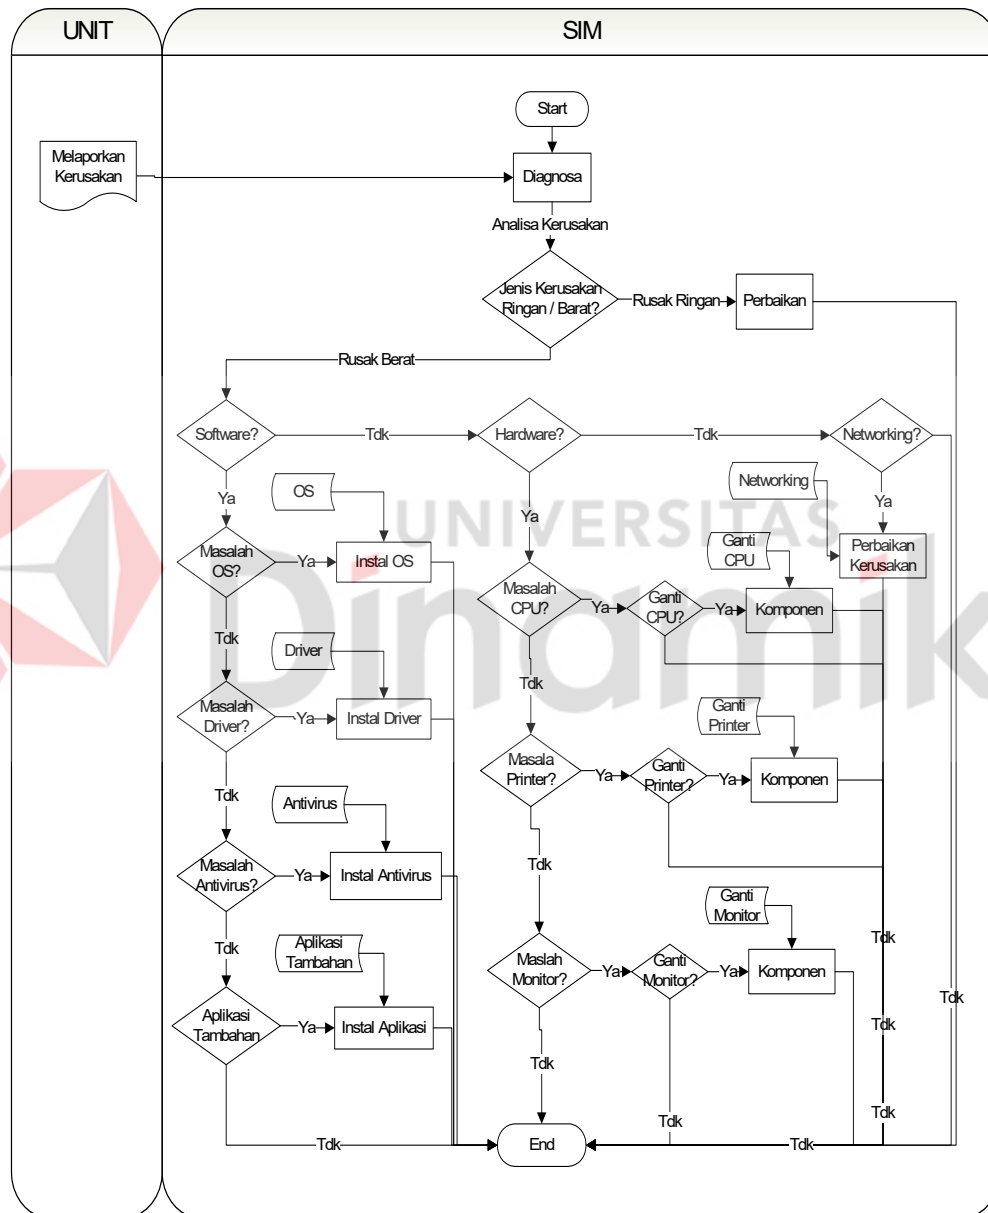 UNIT
SIM
Start
Melaporkan
Kerusakan
Diagnosa
Analisa Kerusakan
Jenis Kerusakan
Ringan / Barat?
Rusak Ringan
Perbaikan
Rusak Berat
Software?
Tdk
Hardware?
Tdk
Networking?
Ya
OS
Ya
Networking
Ya
UNIVERSITAS
Dinamika
Masalah
OS?
Ya
Instal OS
Masalah
CPU?
Ya
Ganti
CPU?
Ya
Ganti
CPU
Komponen
Perbaikan
Kerusakan
Tdk
Driver
Tdk
Masalah
Driver?
Ya
Instal Driver
Ganti
Printer
Masala
Printer?
Ya
Ganti
Printer?
Ya
Komponen
Tdk
Antivirus
Tdk
Masalah
Antivirus?
Ya
Instal Antivirus
Ganti
Monitor
Tdk
Tdk
Aplikasi
Tambahan
Maslah
Monitor?
Ya
Ganti
Monitor?
Ya
Komponen
Tdk
Aplikasi
Tambahan
Ya
Instal Aplikasi
Tdk
Tdk
Tdk
Tdk
Tdk
End
Tdk